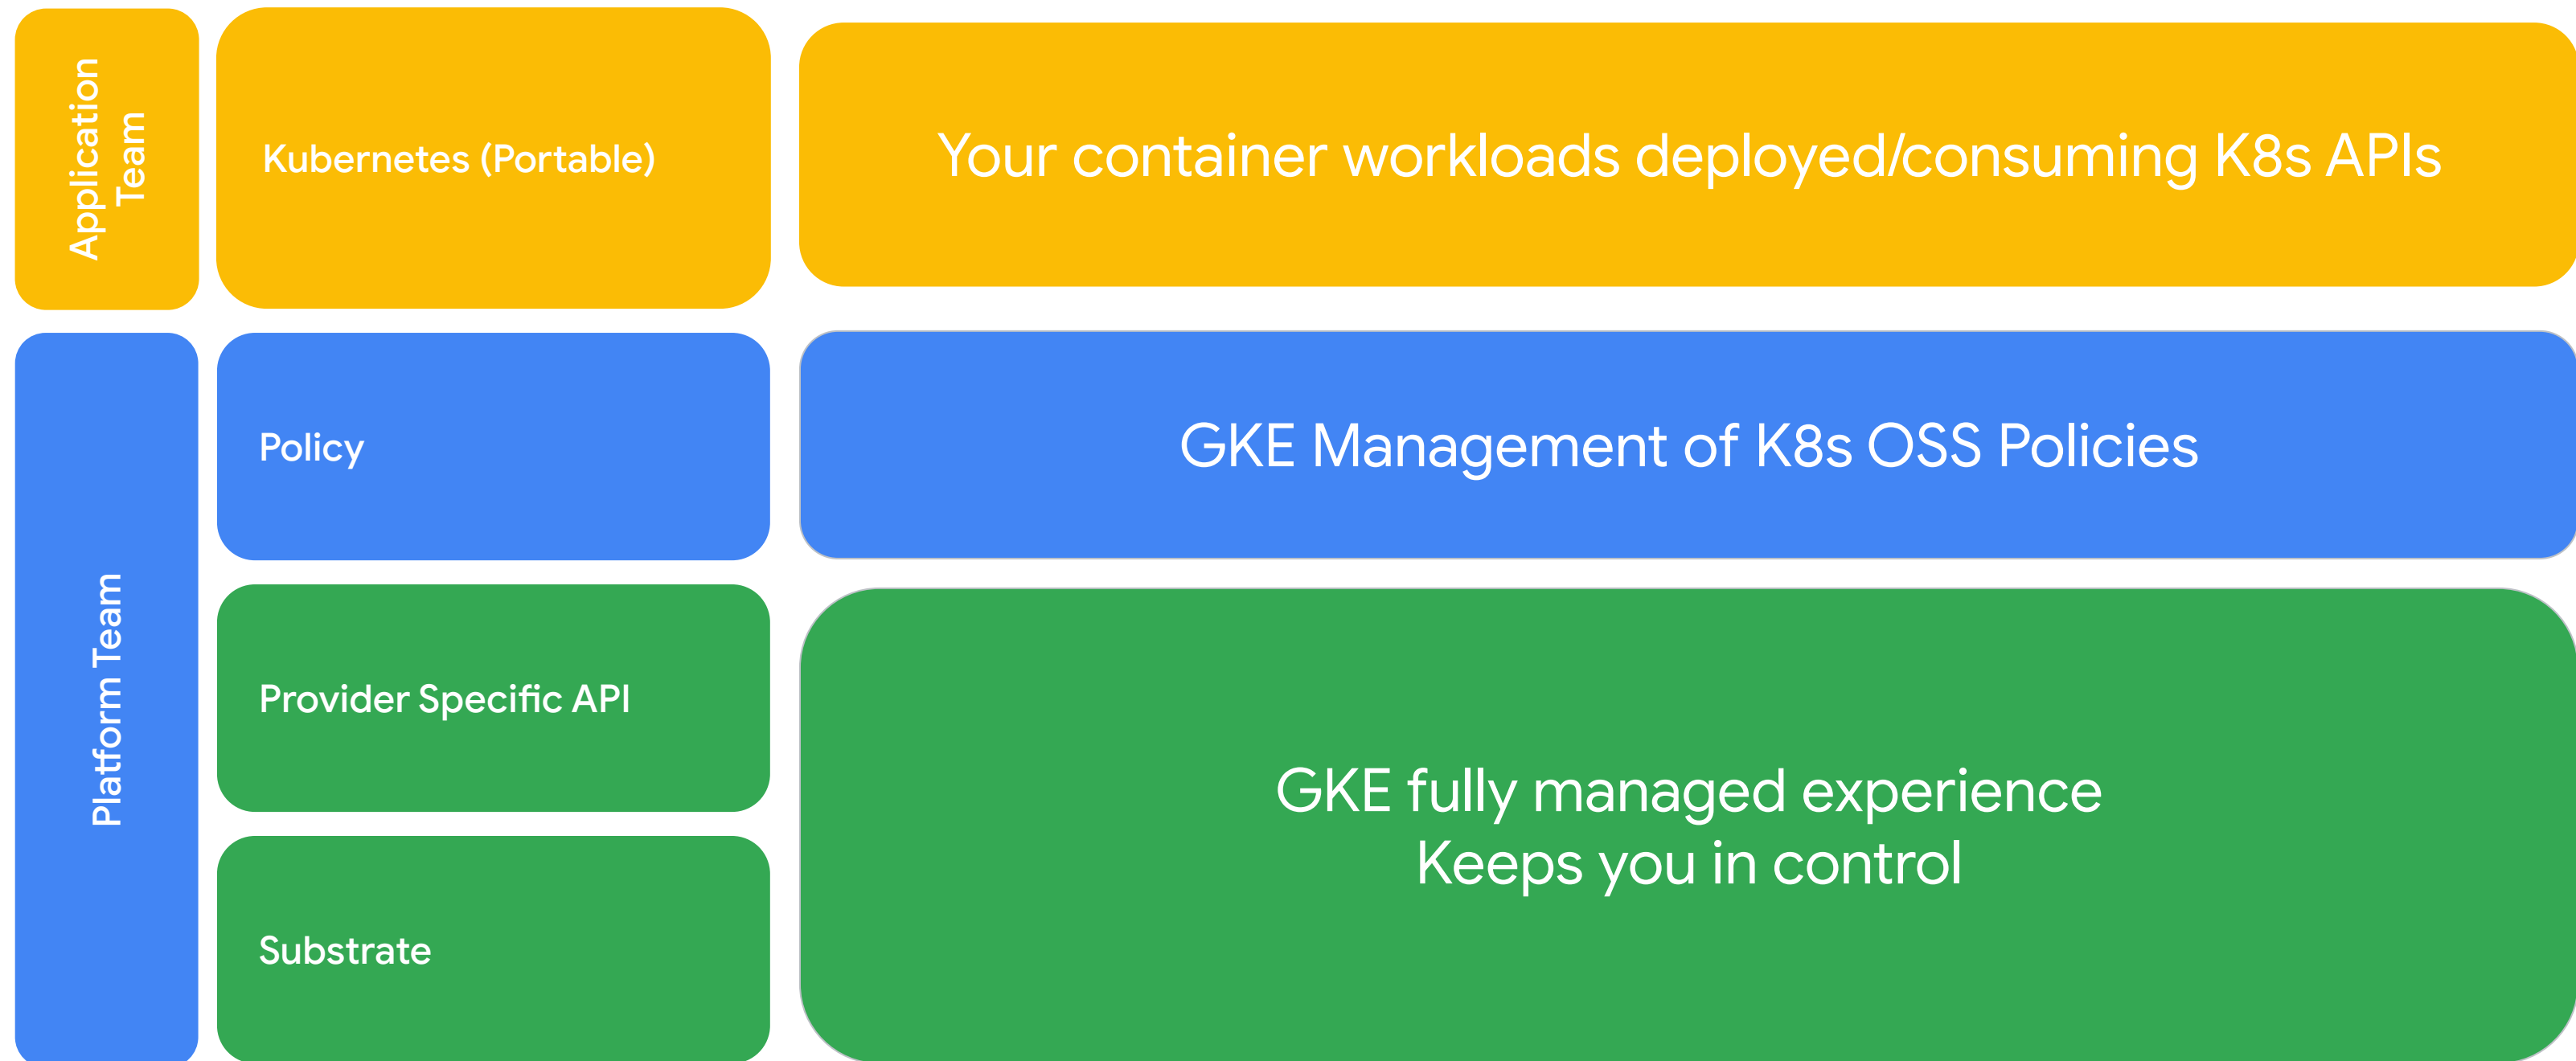 Application
Team
Kubernetes (Portable)
Your container workloads deployed/consuming K8s APIs
Platform Team
Policy
GKE Management of K8s OSS Policies
Provider Specific API
GKE fully managed experience
Keeps you in control
Substrate